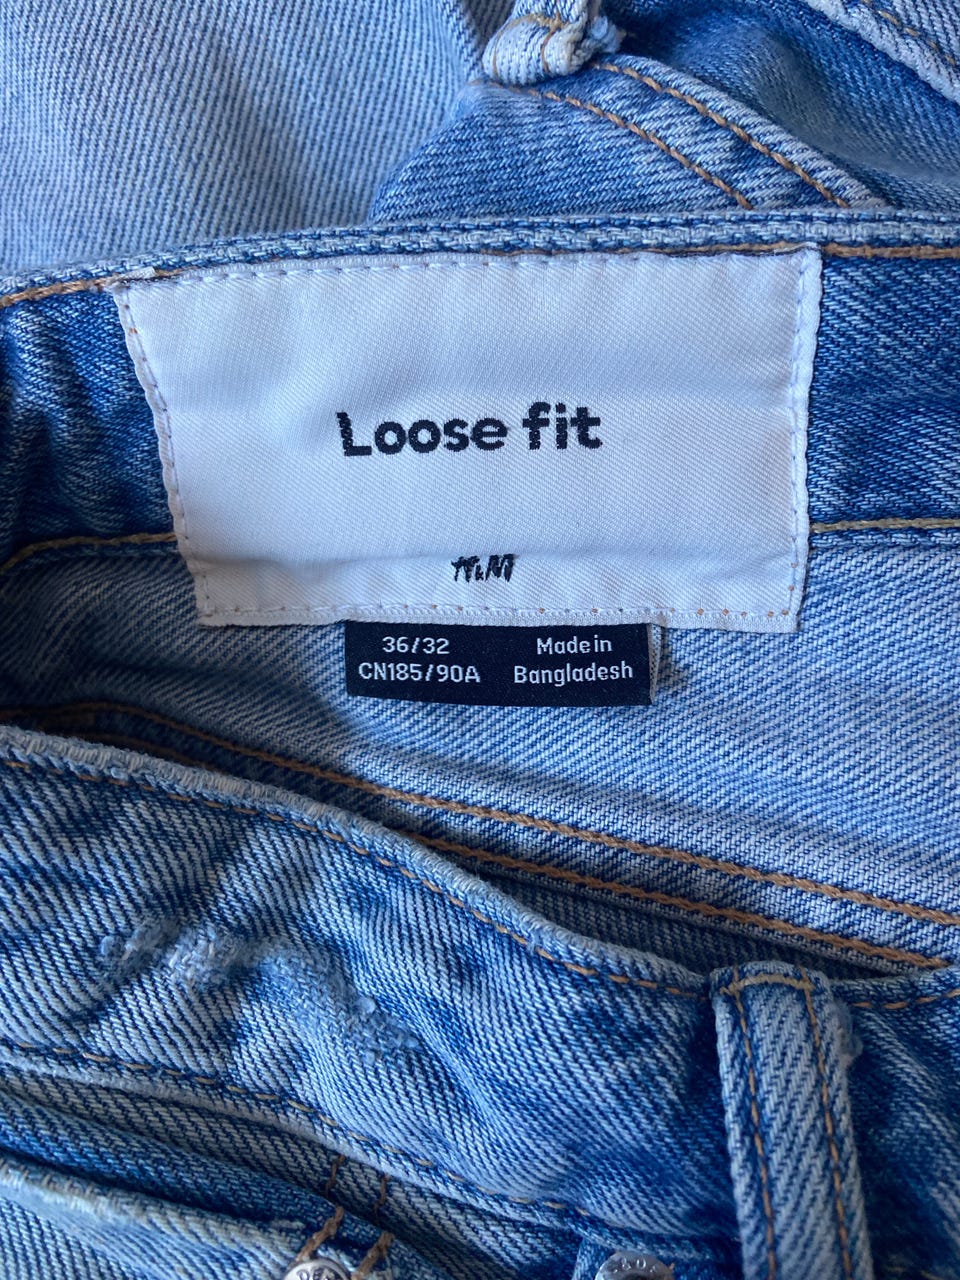 Loose fit
H&M
36/32
CN185/90A
Made in
Bangladesh